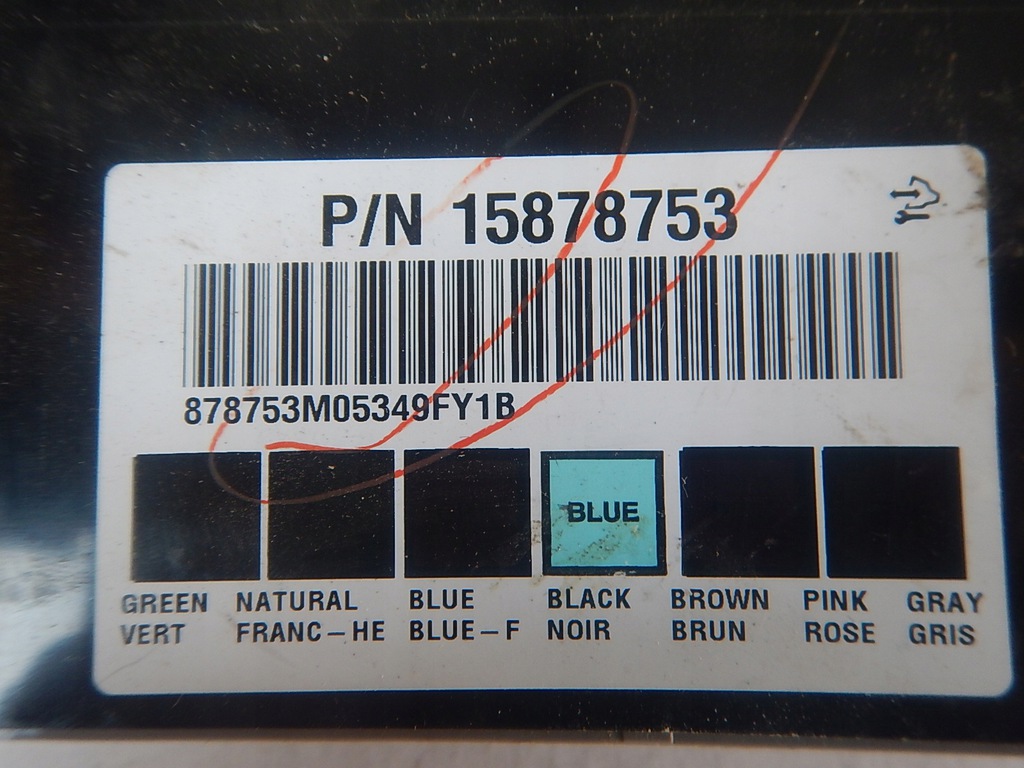 P/N 15878753
878753M05349FY1B
BLUE
GREEN NATURAL BLUE BLACK BROWN PINK GRAY
VERT FRANC-HE BLUE-F NOIR BRUN ROSE GRIS